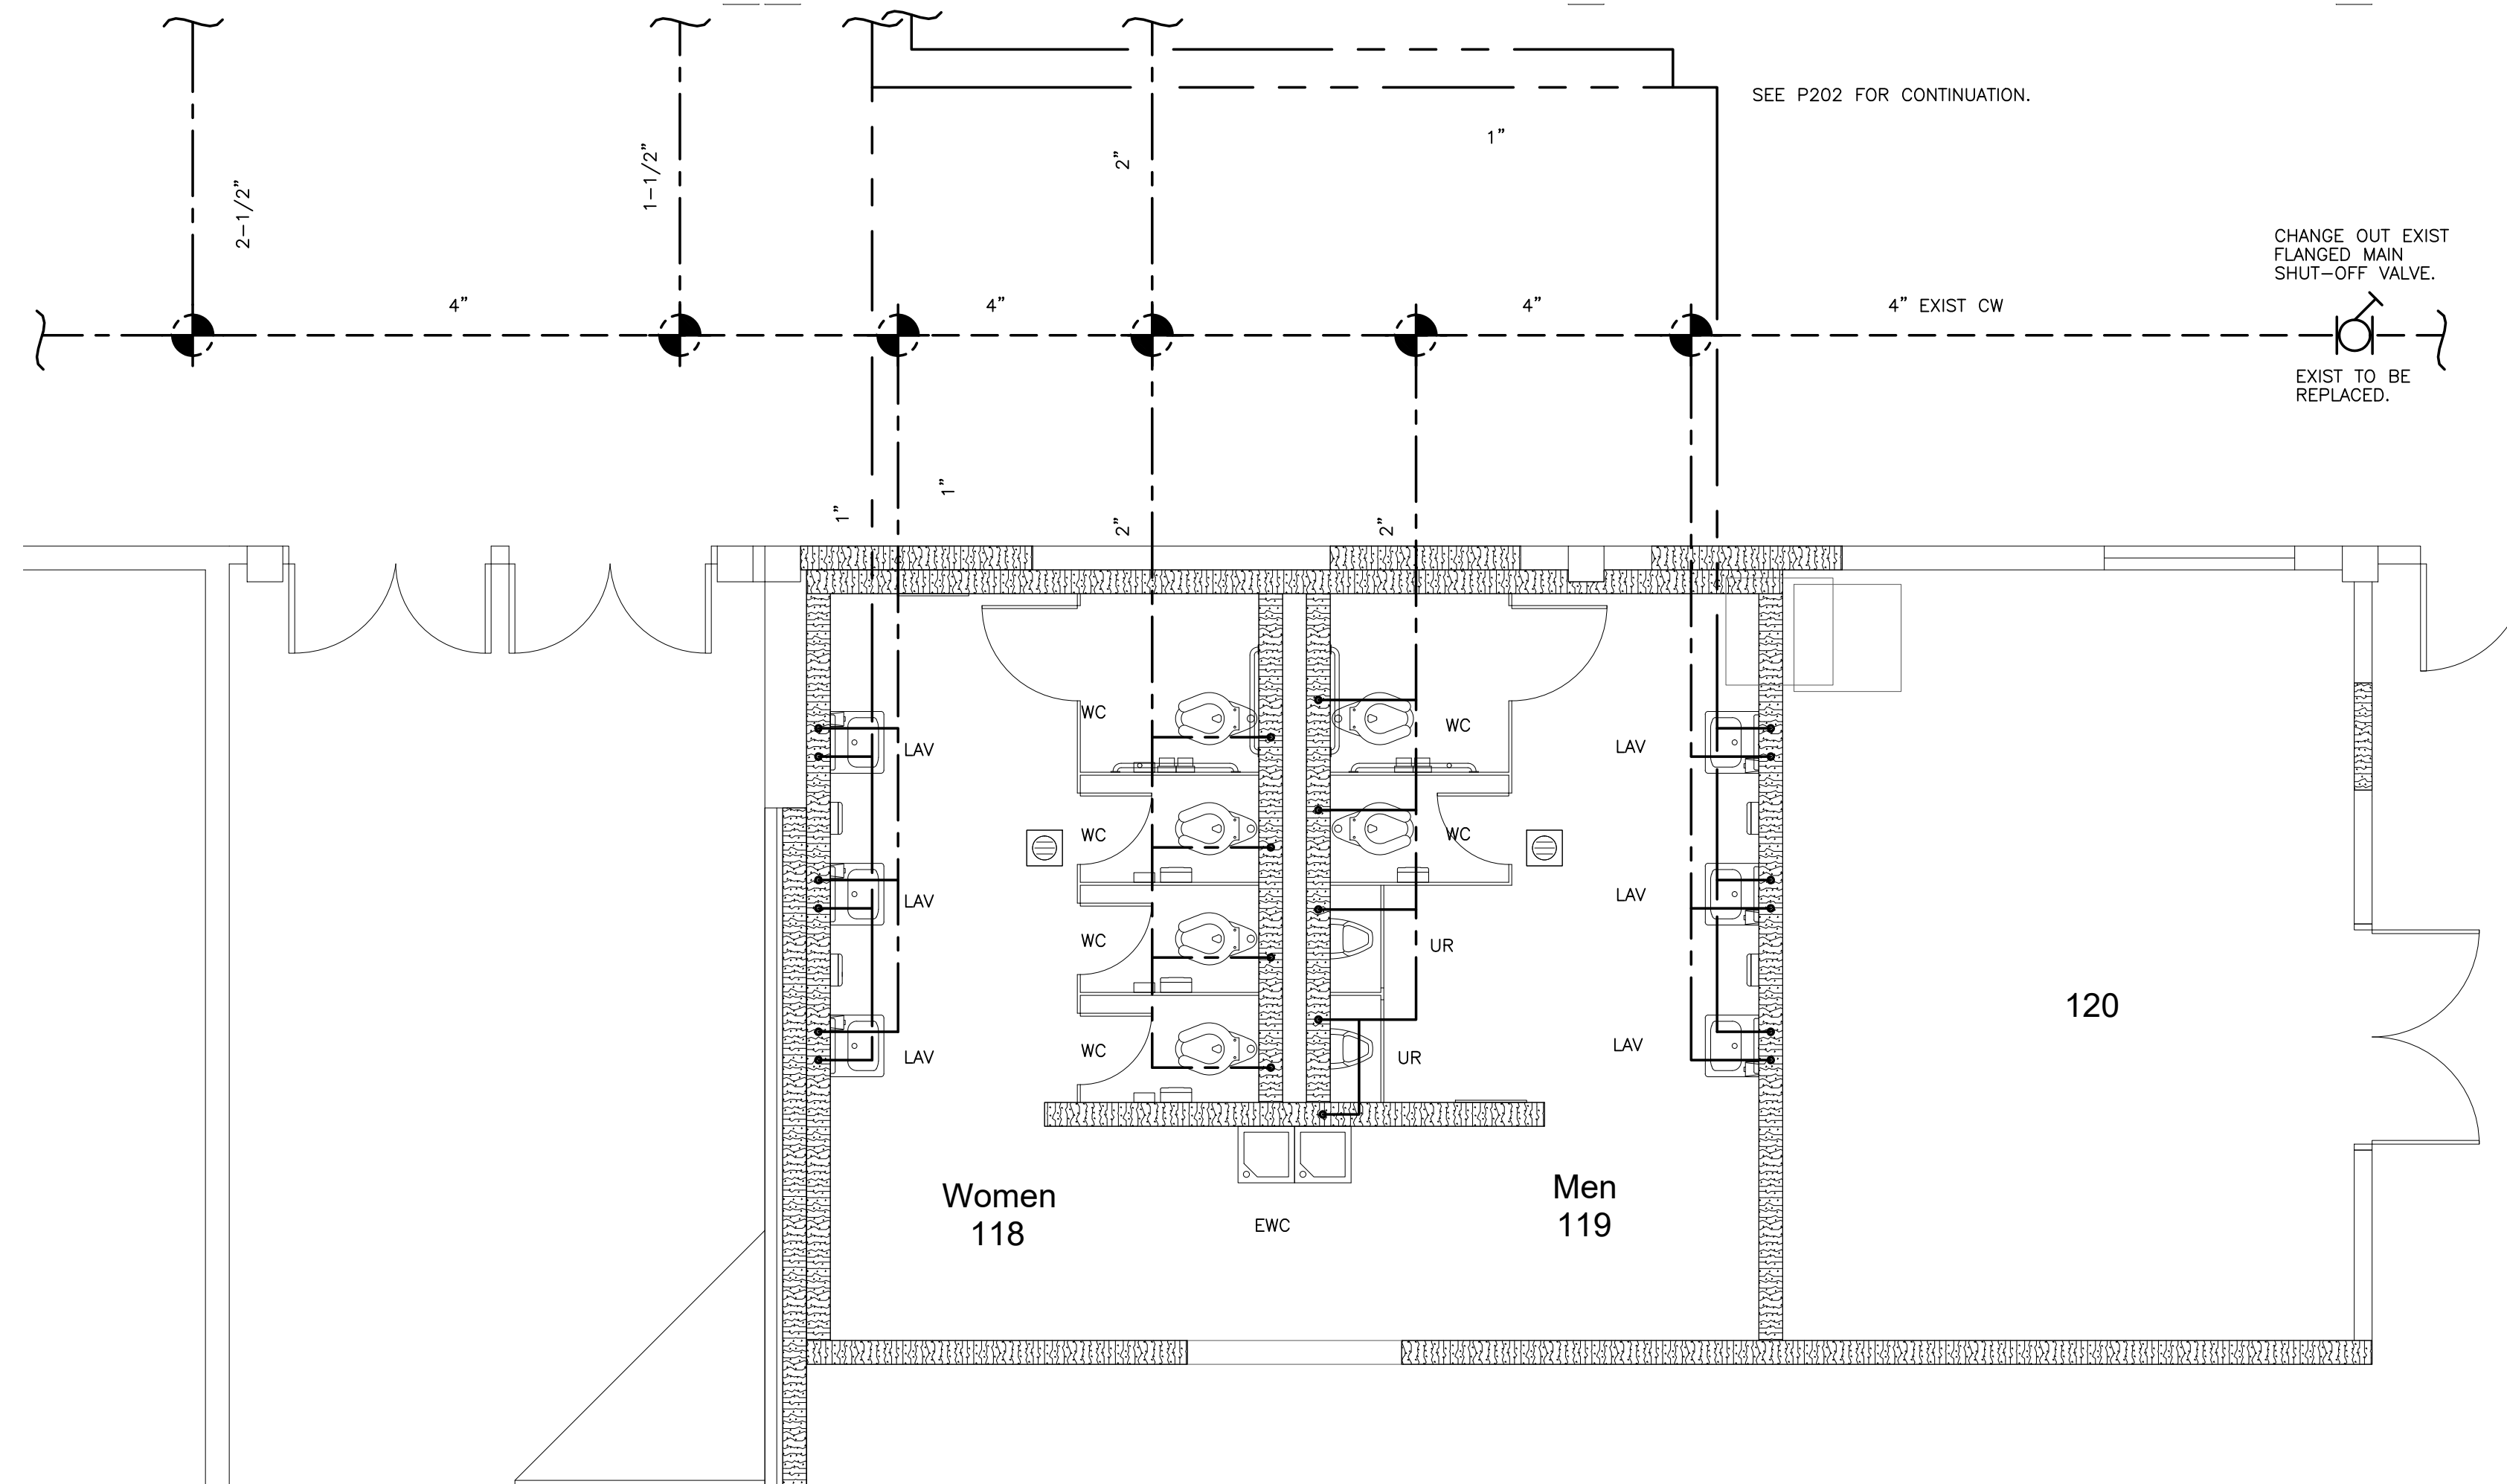 SEE P202 FOR CONTINUATION.
1"
2-1/2"
1-1/2"
2"
CHANGE OUT EXIST
FLANGED MAIN
SHUT-OFF VALVE.
4"
4"
4"
4" EXIST CW
EXIST TO BE
REPLACED.
1"
1"
2"
2"
WC
WC
LAV
LAV
WC
WC
LAV
LAV
WC
UR
WC
UR
LAV
LAV
120
Women
118
EWC
Men
119